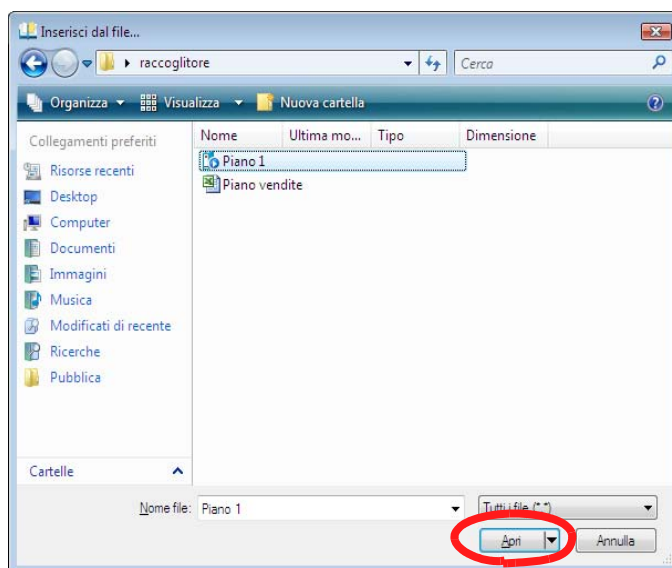 Inserisci dal file...
raccoglitore
Cerca
Organizza Visualizza Nuova cartella
Collegamenti preferiti
Risorse recenti
Desktop
Computer
Documenti
Immagini
Musica
Modificati di recente
Ricerche
Pubblica
Cartelle
Nome Ultima mo... Tipo Dimensione
Piano 1
Piano vendite
Nome file: Piano 1
Tutti i file (*.*)
Apri Annulla